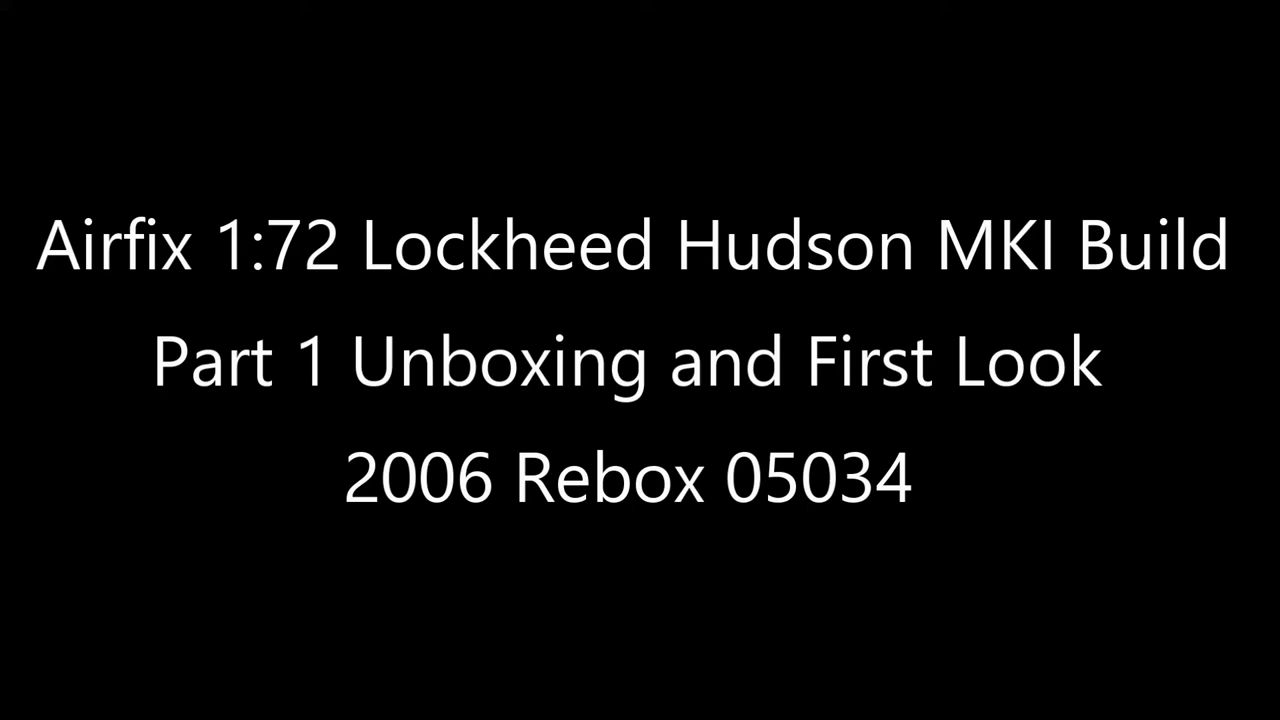 Airfix 1:72 Lockheed Hudson MKI Build
Part 1 Unboxing and First Look
2006 Rebox 05034